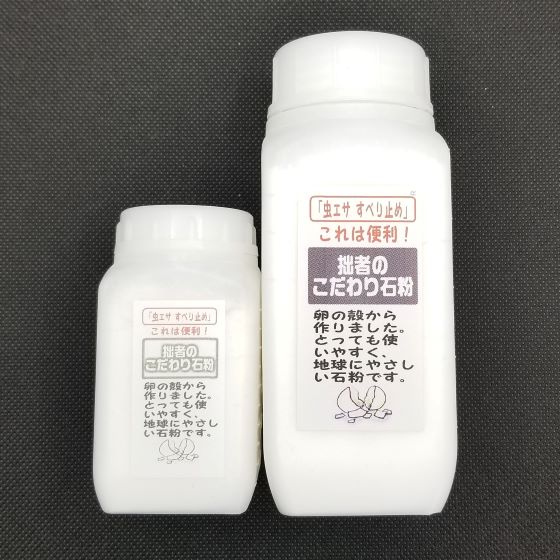 「虫エサ すべり止め」
これは便利！
拙者の
こだわり石粉
卵の殻から
作りました。
とっても使
いやすく、
地球にやさし
い石粉です。
「虫エサ すべり止め」
これは便利！
拙者の
こだわり石粉
卵の殻から
作りました。
とっても使
いやすく、
地球にやさし
い石粉です。